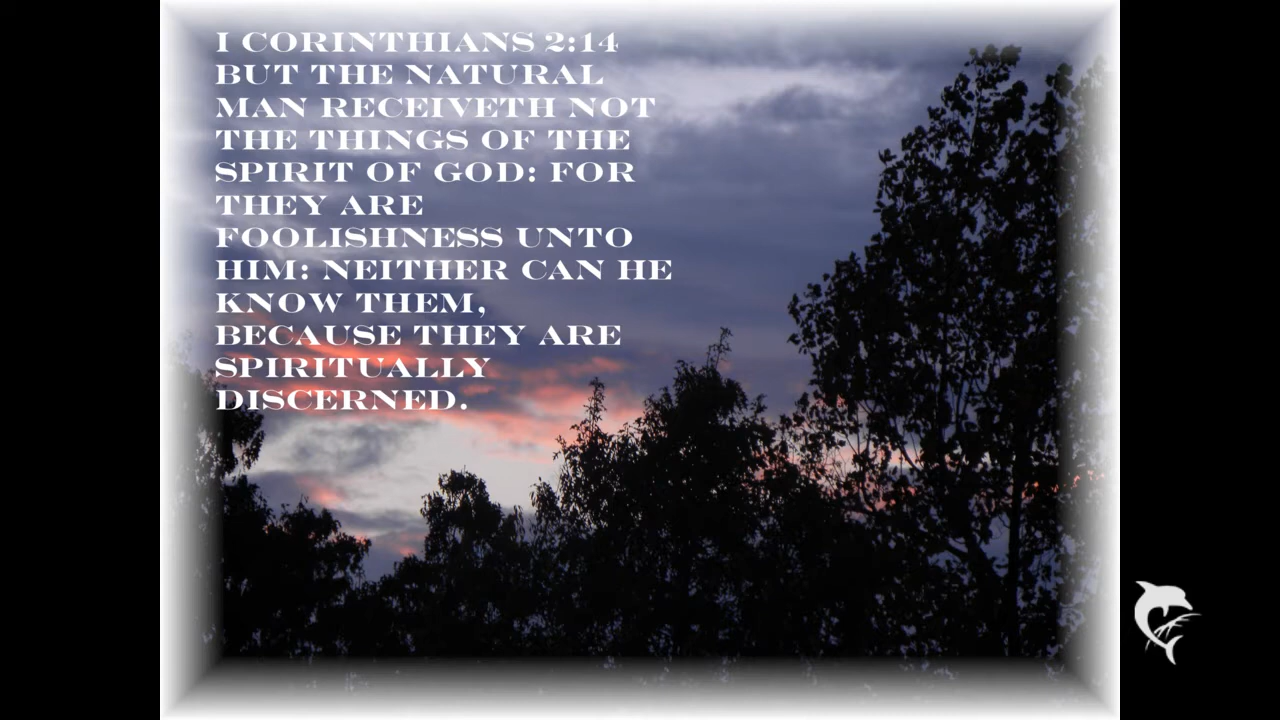 I CORINTHIANS 2:14
BUT THE NATURAL
MAN RECEIVETH NOT
THE THINGS OF THE
SPIRIT OF GOD: FOR
THEY ARE
FOOLISHNESS UNTO
HIM: NEITHER CAN HE
KNOW THEM,
BECAUSE THEY ARE
SPIRITUALLY
DISCERNED.